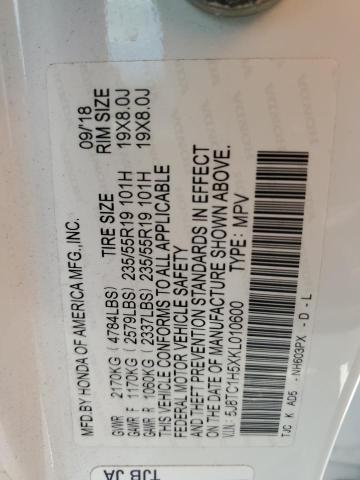 MFD.BY HONDA OF AMERICA MFG.,INC. 09/'18
TIRE SIZE RIM SIZE
GVWR 2170KG (4784LBS)
GAWR F 1170KG (2579LBS) 235/55R19 101H 19X8.0J
GAWR R 1060KG (2337LBS) 235/55R19 101H 19X8.0J
THIS VEHICLE CONFORMS TO ALL APPLICABLE
FEDERAL MOTOR VEHICLE SAFETY
AND THEFT PREVENTION STANDARDS IN EFFECT
ON THE DATE OF MANUFACTURE SHOWN ABOVE.
V.I.N.: 5J8TC1H5XKL010600 TYPE: MPV
TJC K AD5 -NH603PX - D - L
TJB JA